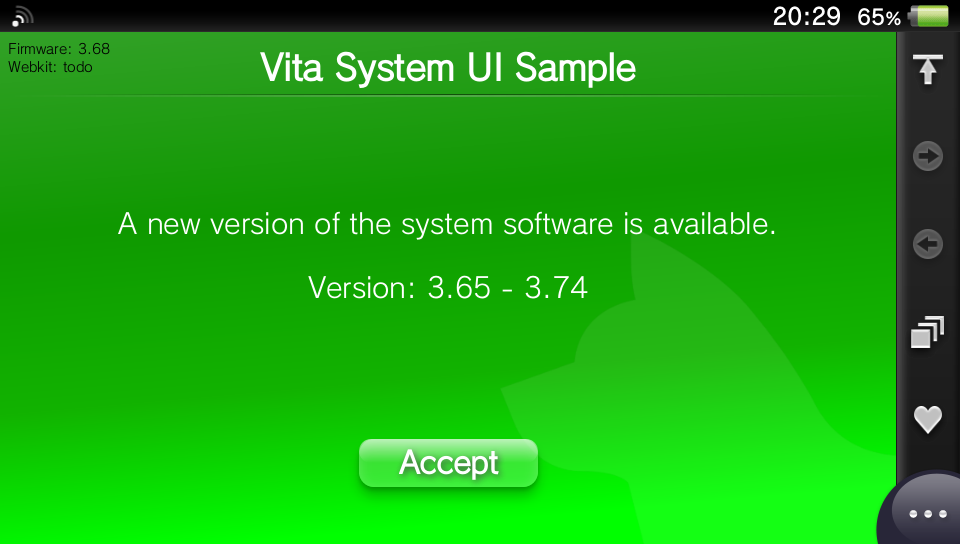 20:29 65%
Firmware: 3.68
Webkit: todo
Vita System UI Sample
A new version of the system software is available.
Version: 3.65 - 3.74
Accept